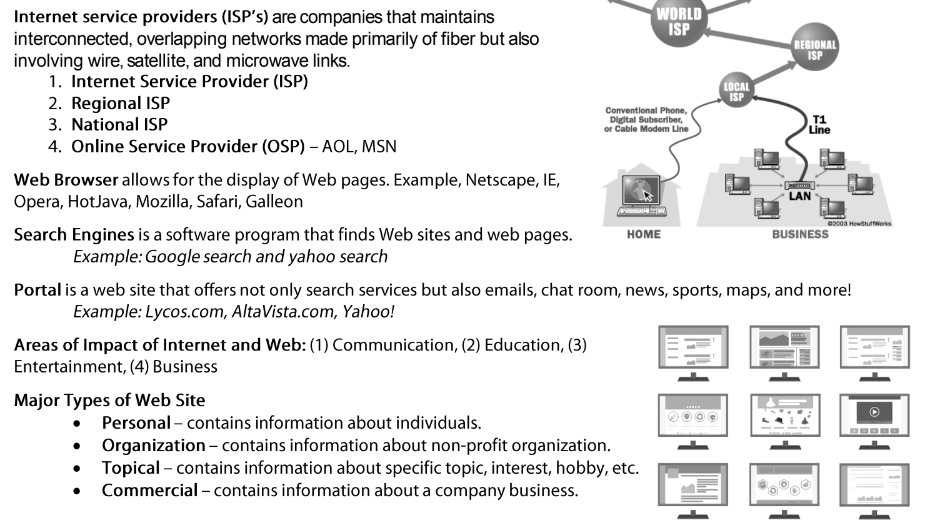 Internet service providers (ISP's) are companies that maintains
interconnected, overlapping networks made primarily of fiber but also
involving wire, satellite, and microwave links.
1. Internet Service Provider (ISP)
2. Regional ISP
3. National ISP
4. Online Service Provider (OSP) – AOL, MSN
WORLD
ISP
REGIONAL
ISP
LOCAL
ISP
Conventional Phone,
Digital Subscriber,
or Cable Modem Line
T1
Line
LAN
HOME
BUSINESS
©2003 HowStuffWorks
Web Browser allows for the display of Web pages. Example, Netscape, IE,
Opera, HotJava, Mozilla, Safari, Galleon
Search Engines is a software program that finds Web sites and web pages.
Example: Google search and yahoo search
Portal is a web site that offers not only search services but also emails, chat room, news, sports, maps, and more!
Example: Lycos.com, AltaVista.com, Yahoo!
Areas of Impact of Internet and Web: (1) Communication, (2) Education, (3)
Entertainment, (4) Business
Major Types of Web Site
• Personal – contains information about individuals.
• Organization – contains information about non-profit organization.
• Topical – contains information about specific topic, interest, hobby, etc.
• Commercial – contains information about a company business.